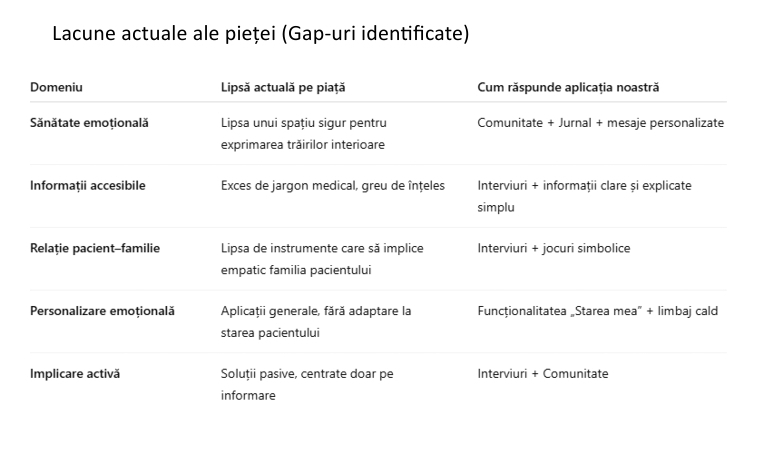 Lacune actuale ale pieței (Gap-uri identificate)
Domeniu
Lipsă actuală pe piață
Cum răspunde aplicația noastră
Sănătate emoțională
Lipsa unui spațiu sigur pentru
exprimarea trăirilor interioare
Comunitate + Jurnal + mesaje personalizate
Informații accesibile
Exces de jargon medical, greu de înțeles
Interviuri + informații clare și explicate
simplu
Relație pacient–familie
Lipsa de instrumente care să implice
empatic familia pacientului
Interviuri + jocuri simbolice
Personalizare emoțională
Aplicații generale, fără adaptare la
starea pacientului
Funcționalitatea „Starea mea” + limbaj cald
Implicare activă
Soluții pasive, centrate doar pe
informare
Interviuri + Comunitate